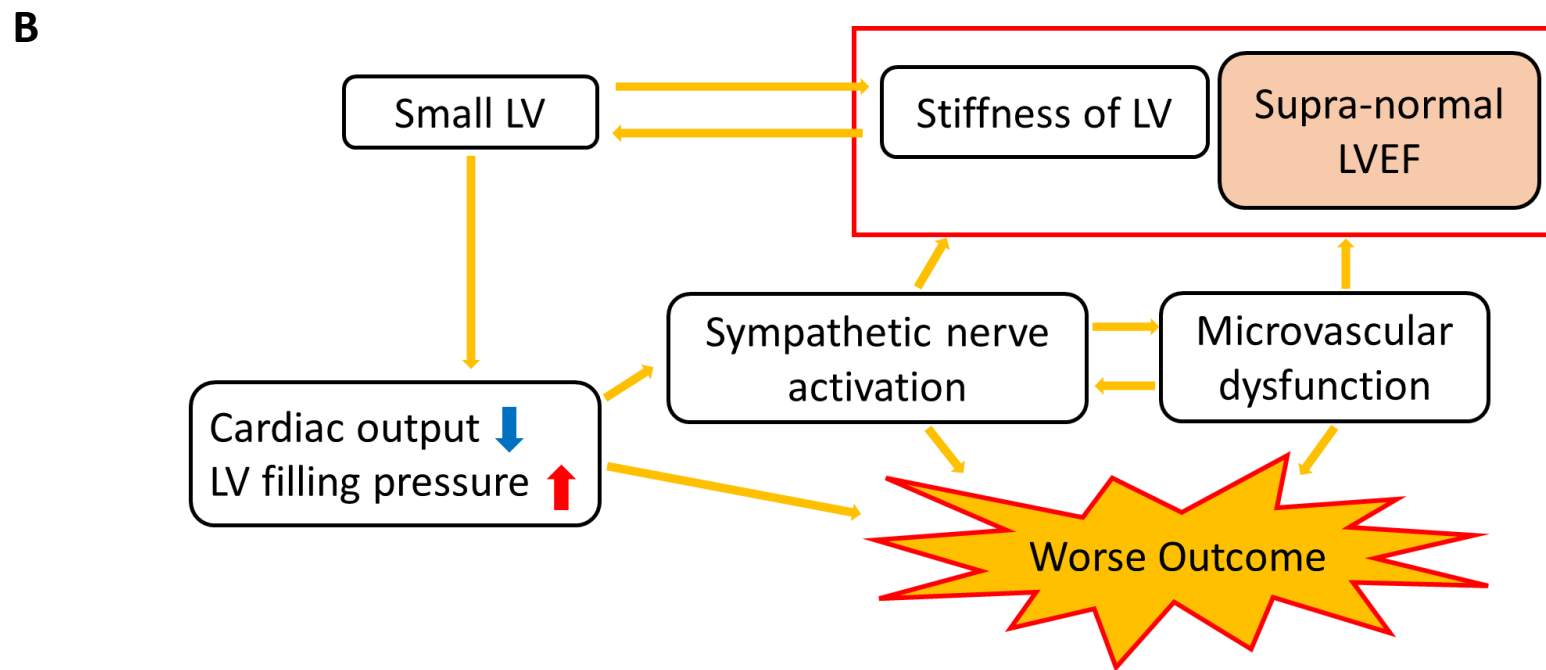 B
Small LV
Stiffness of LV
Supra-normal
LVEF
Sympathetic nerve
activation
Microvascular
dysfunction
Cardiac output
LV filling pressure
Worse Outcome